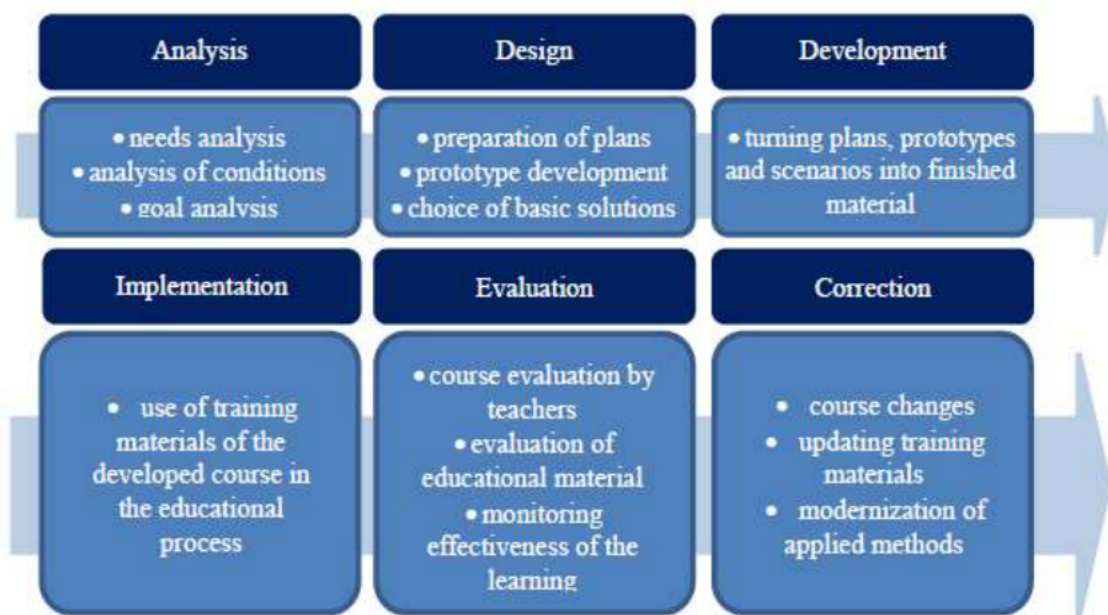 Analysis
• needs analysis
• analysis of conditions
• goal analysis
Design
• preparation of plans
• prototype development
• choice of basic solutions
Development
• turning plans, prototypes
and scenarios into finished
material
Implementation
• use of training
materials of the
developed course in
the educational
process
Evaluation
• course evaluation by
teachers
• evaluation of
educational material
• monitoring
effectiveness of the
learning
Correction
• course changes
• updating training
materials
• modernization of
applied methods